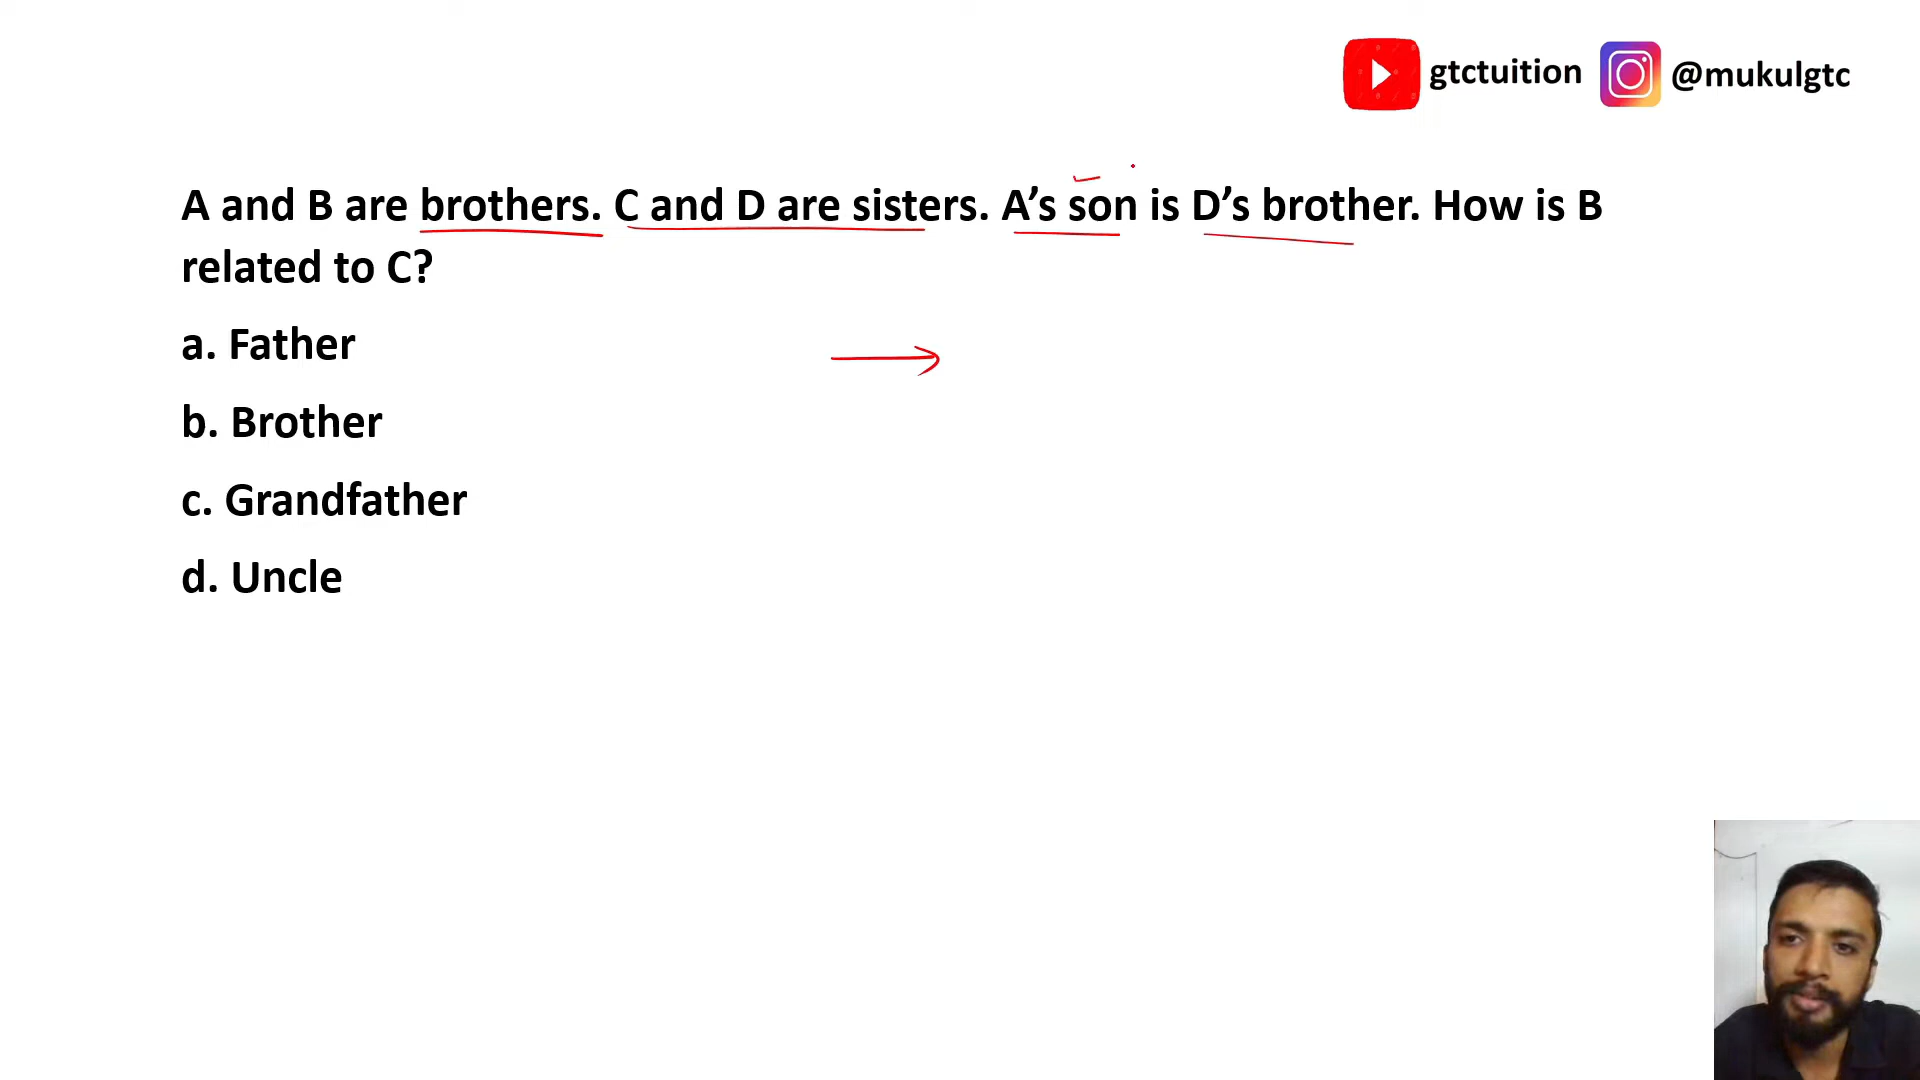 gtctuition @mukulgtc
A and B are brothers. C and D are sisters. A’s son is D’s brother. How is B
related to C?
a. Father
b. Brother
c. Grandfather
d. Uncle